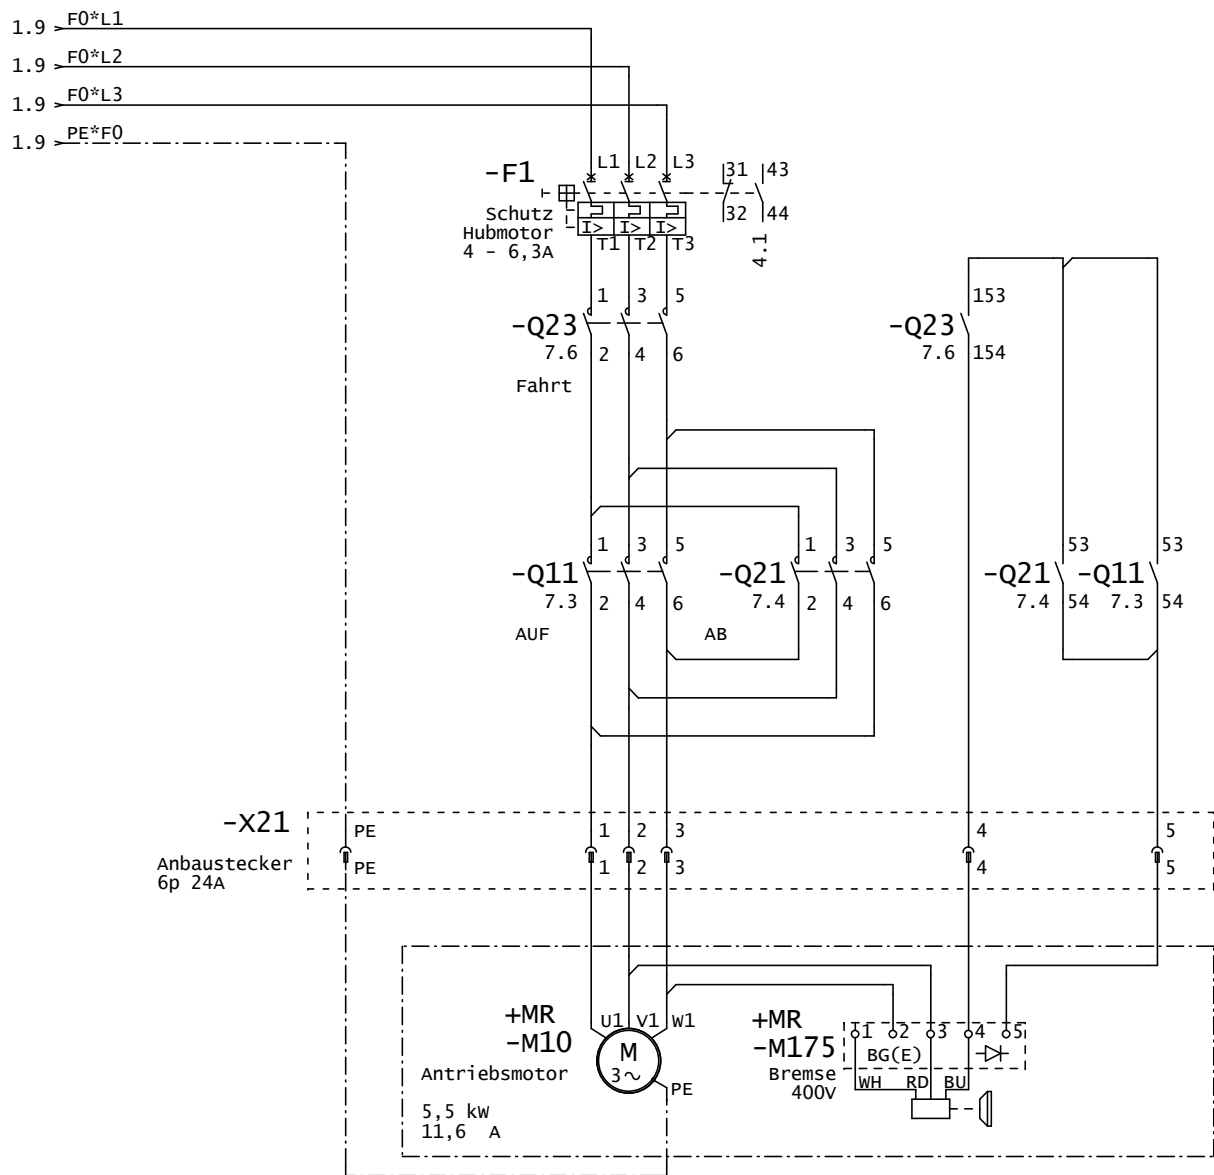 1.9 F0*L1
1.9 F0*L2
1.9 F0*L3
1.9 PE*F0
L1 L2 L3 31 43
-F1
Schutz 32 44
Hubmotor I> I> I>
4 - 6,3A T1 T2 T3 4.1
1 3 5 153
-Q23 -Q23
7.6 2 4 6 7.6 154
Fahrt
1 3 5 1 3 5 53 53
-Q11 -Q21 -Q21 -Q11
7.3 2 4 6 7.4 2 4 6 7.4 54 7.3 54
AUF AB
-X21 PE 1 2 3 4 5
Anbaustecker PE 1 2 3 4 5
6p 24A
+MR U1 V1 W1 +MR 1 2 3 4 5
-M10 M -M175 BG(E)
Antriebsmotor 3~ Bremse WH RD BU
PE 400V
5,5 kW
11,6 A